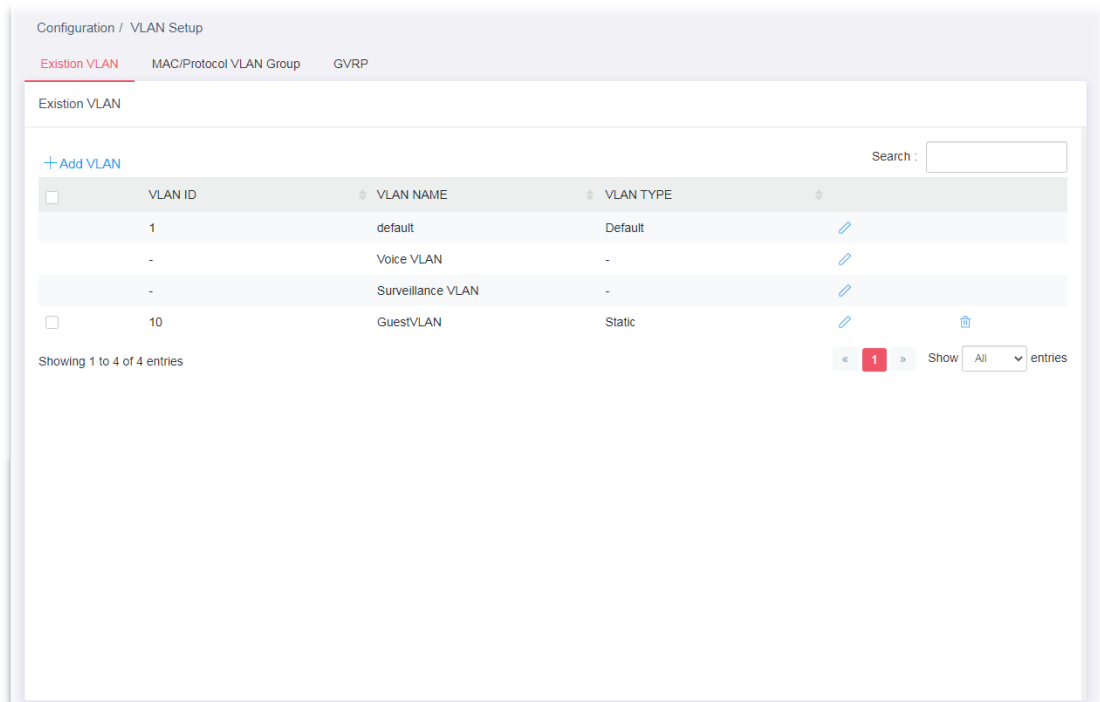 Configuration / VLAN Setup
Existion VLAN MAC/Protocol VLAN Group GVRP
Existion VLAN
Add VLAN Search :
VLAN ID VLAN NAME VLAN TYPE
1 default Default
- Voice VLAN -
- Surveillance VLAN -
10 GuestVLAN Static
Showing 1 to 4 of 4 entries « 1 » Show All entries